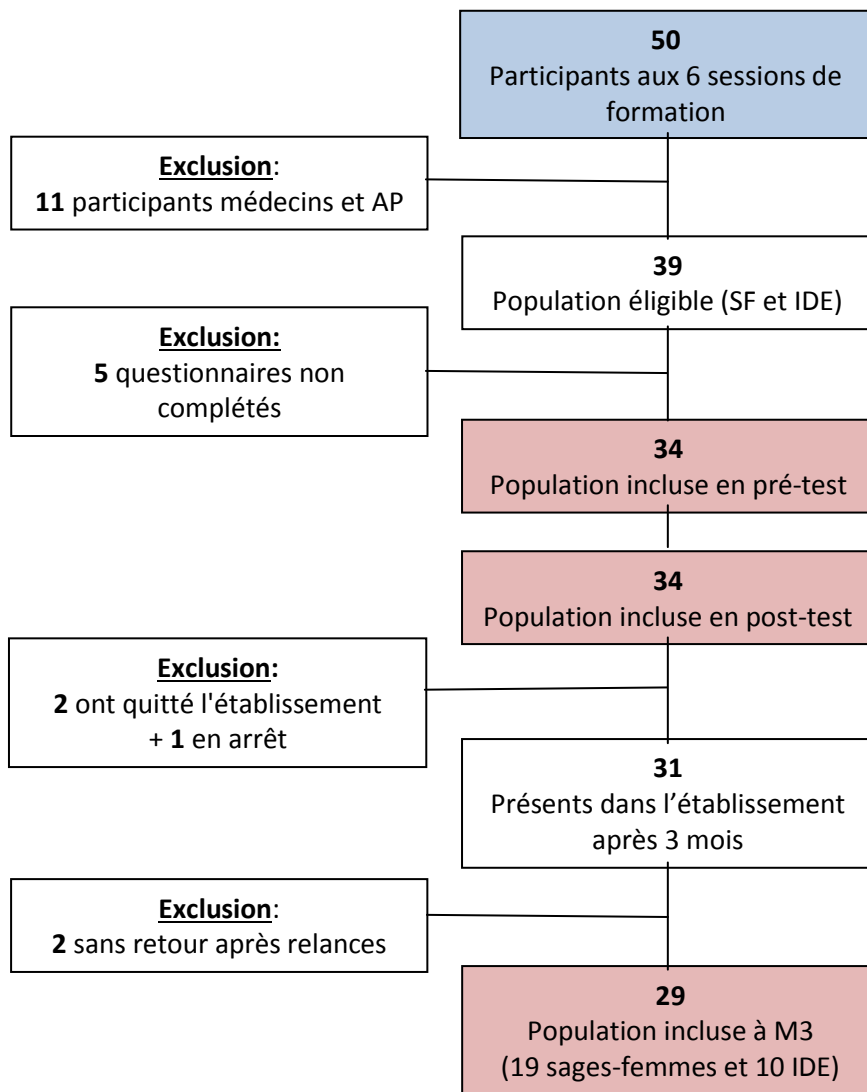 50
Participants aux 6 sessions de
formation
Exclusion:
11 participants médecins et AP
39
Population éligible (SF et IDE)
Exclusion:
5 questionnaires non
complétés
34
Population incluse en pré-test
34
Population incluse en post-test
Exclusion:
2 ont quitté l'établissement
+ 1 en arrêt
31
Présents dans l’établissement
après 3 mois
Exclusion:
2 sans retour après relances
29
Population incluse à M3
(19 sages-femmes et 10 IDE)